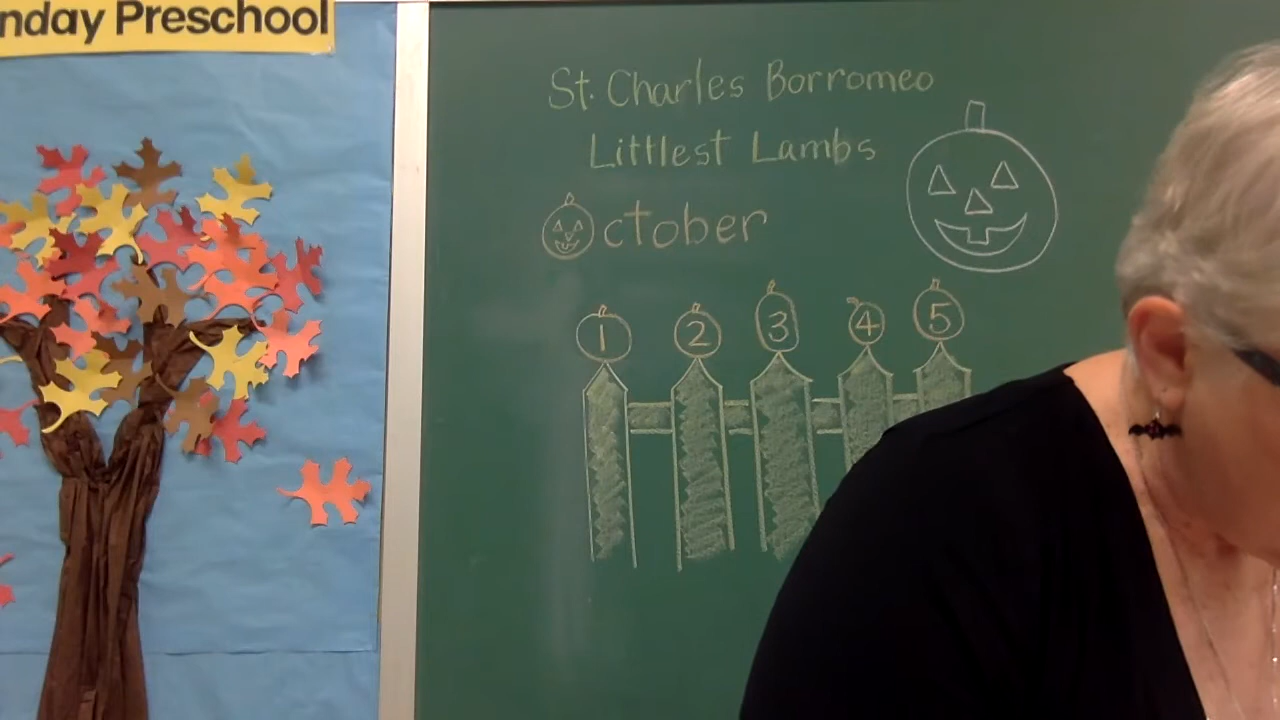 nday Preschool
St. Charles Borromeo
Littlest Lambs
October
1 2 3 4 5